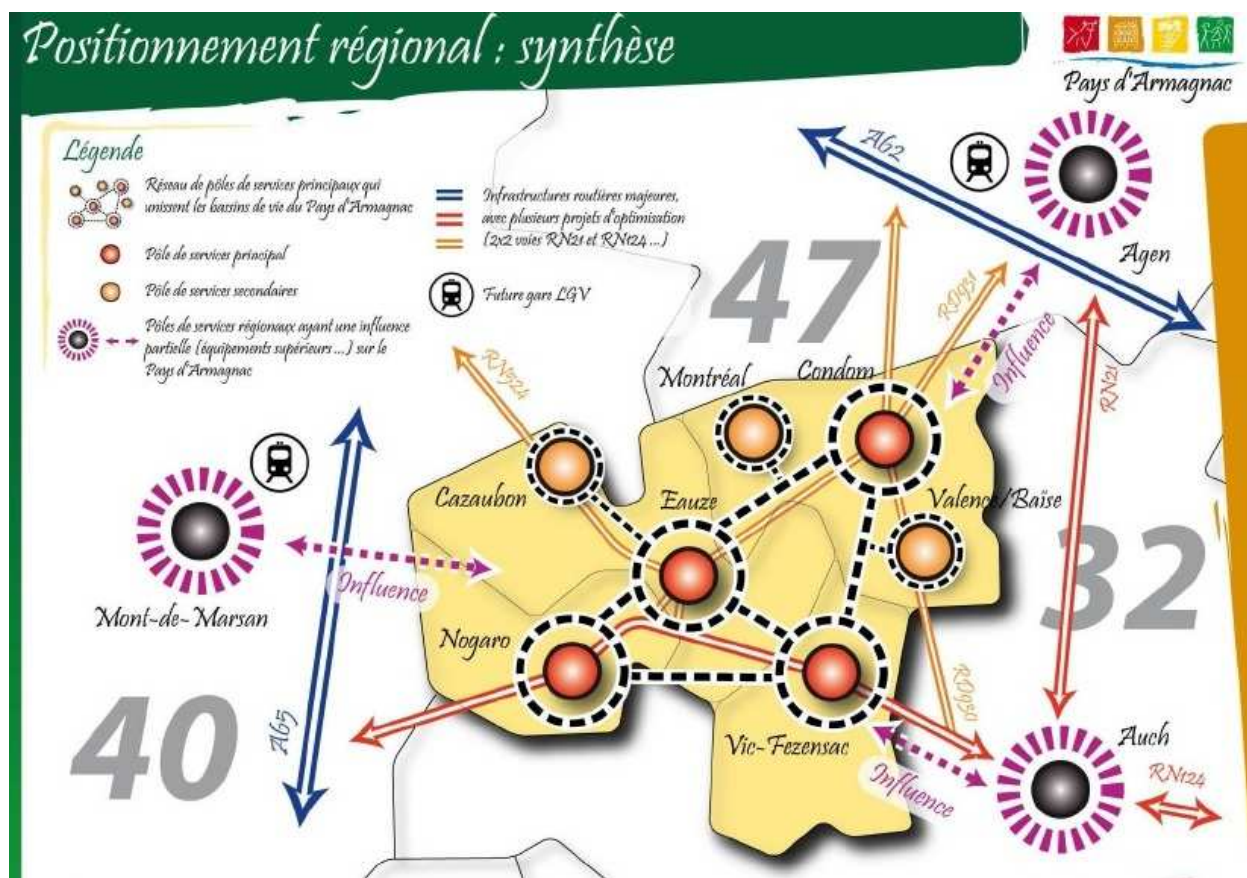 Positionnement régional : synthèse
Pays d'Armagnac
Légende
Réseau de pôles de services principaux qui
unissent les bassins de vie du Pays d'Armagnac
Pôle de services principal
Pôle de services secondaires
Pôles de services régionaux ayant une influence
partielle (équipements supérieurs ...) sur le
Pays d'Armagnac
Infrastructures routières majeures,
avec plusieurs projets d'optimisation
(2x2 voies RN21 et RN124 ...)
Future gare LGV
A62
Agen
47
RD931
Influence
RN21
RN524
Montréal
Condom
Cazaubon
Eauze
Valence/Baïse
32
Mont-de-Marsan
Influence
Nogaro
40
A65
Vic-Fezensac
RD930
Influence
Auch
RN124